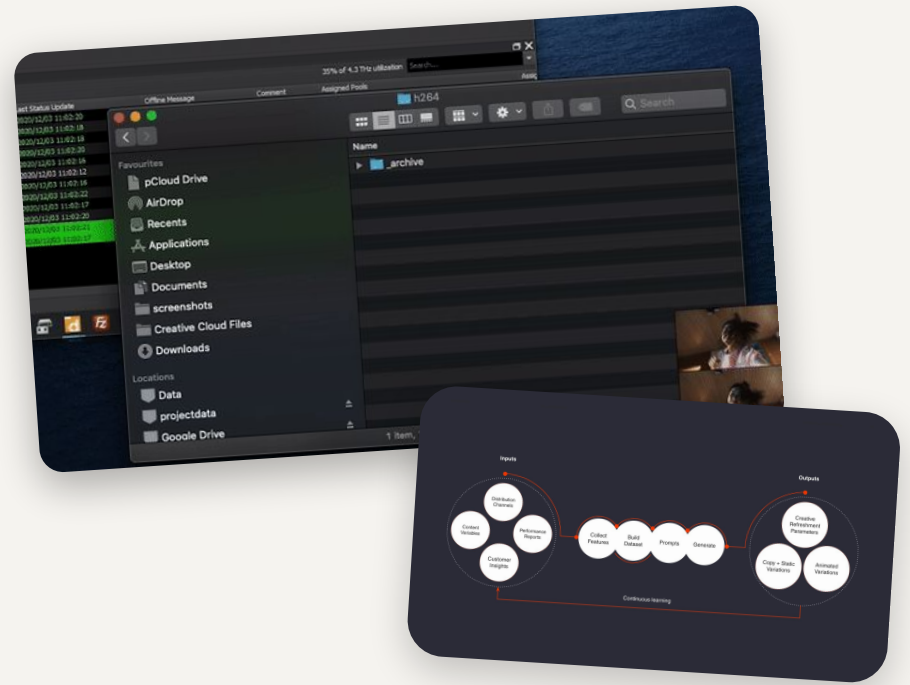 35% of 4.3 THz utilization
Search...
Last Status Update
Offline Message
Comment
Assigned Pools
2020/12/03 11:02:20
2020/12/03 11:02:18
2020/12/03 11:02:18
2020/12/03 11:02:20
2020/12/03 11:02:16
2020/12/03 11:02:12
2020/12/03 11:02:16
2020/12/03 11:02:22
2020/12/03 11:02:17
2020/12/03 11:02:20
2020/12/03 11:02:21
h264
Search
Favourites
pCloud Drive
AirDrop
Recents
Applications
Desktop
Documents
screenshots
Creative Cloud Files
Downloads
Locations
Data
projectdata
Google Drive
Name
_archive
1 item,
Inputs
Distribution
Channels
Content
Variables
Performance
Reports
Customer
Insights
Collect
Features
Build
Dataset
Prompts
Generate
Outputs
Creative
Refreshment
Parameters
Copy + Static
Variations
Animated
Variations
Continuous learning